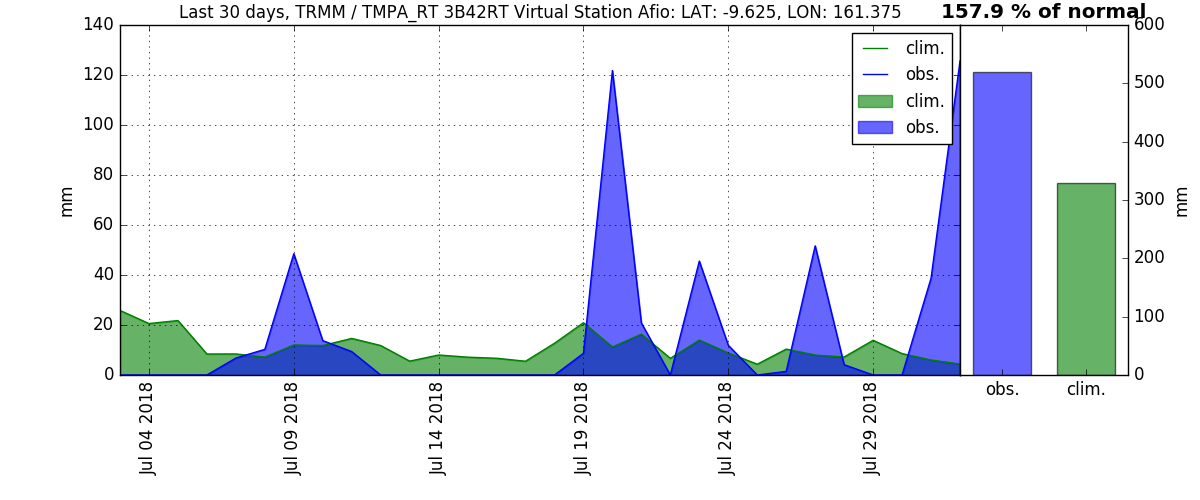 Last 30 days, TRMM / TMPA_RT 3B42RT Virtual Station Afio: LAT: -9.625, LON: 161.375
157.9 % of normal
140
120
100
80
60
40
20
0
mm
clim.
obs.
clim.
obs.
600
500
400
300
200
100
0
mm
obs.
clim.
Jul 04 2018
Jul 09 2018
Jul 14 2018
Jul 19 2018
Jul 24 2018
Jul 29 2018